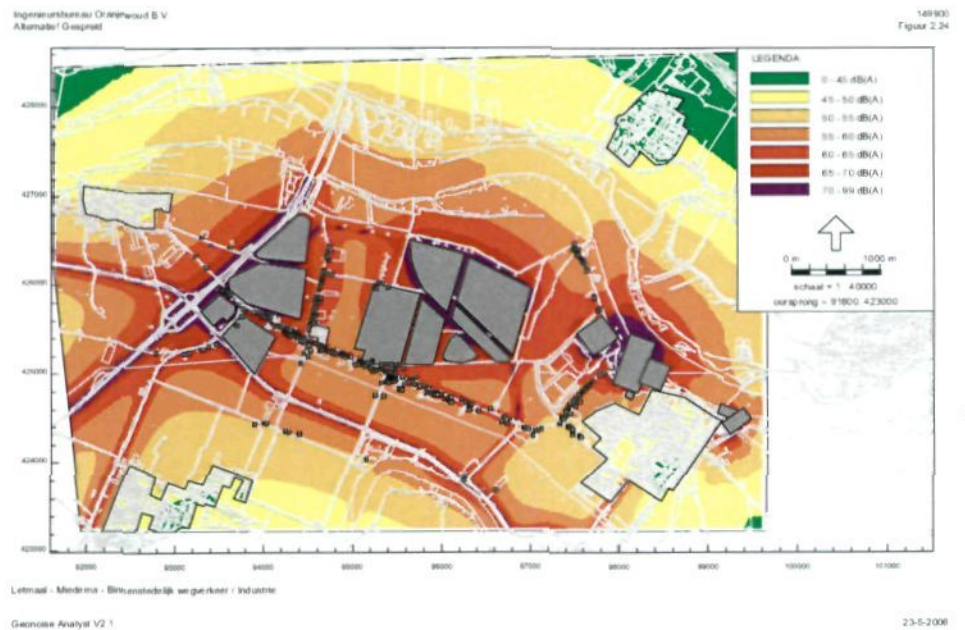 Ingenieursbureau Oranjewoud B.V.
Alternatief Gespreid
149900
Figuur 2.24
LEGENDA
0 - 45 dB(A)
45 - 50 dB(A)
50 - 55 dB(A)
55 - 60 dB(A)
60 - 65 dB(A)
65 - 70 dB(A)
70 - 99 dB(A)
0 m
1000 m
schaal = 1 : 40000
oorsprong = 91800, 423000
428000
427000
426000
425000
424000
423000
92000
93000
94000
95000
96000
97000
98000
99000
100000
101000
Letmaal - Miedema - Binnenstedelijk wegverkeer / Industrie
Geonoise Analyst V2.1
23-5-2006